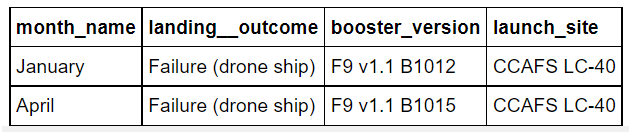 month_name landing__outcome booster_version launch_site
January Failure (drone ship) F9 v1.1 B1012 CCAFS LC-40
April Failure (drone ship) F9 v1.1 B1015 CCAFS LC-40